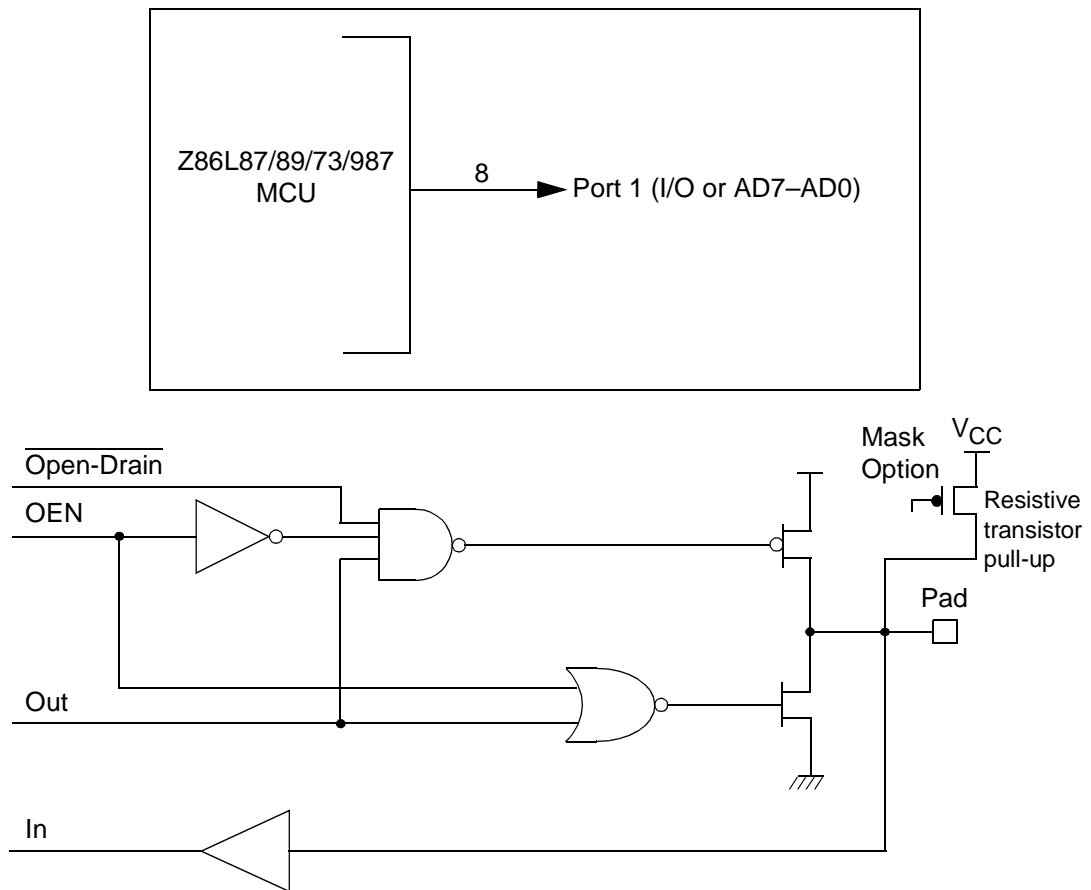 Z86L87/89/73/987
MCU
8
Port 1 (I/O or AD7–AD0)
Open-Drain
OEN
Mask
Option
VCC
Resistive
transistor
pull-up
Pad
Out
In